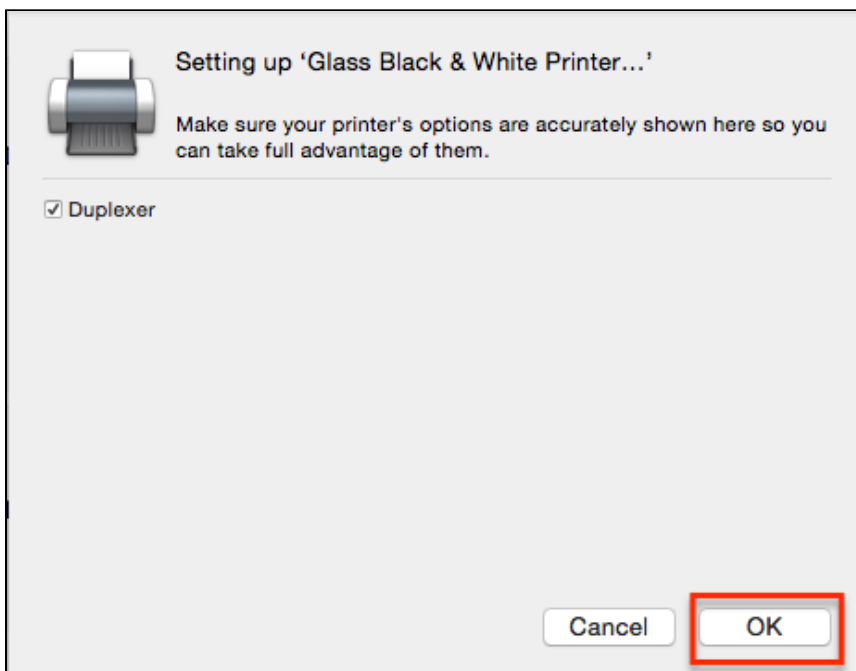 Setting up ‘Glass Black & White Printer...’
Make sure your printer's options are accurately shown here so you
can take full advantage of them.
Duplexer
Cancel
OK